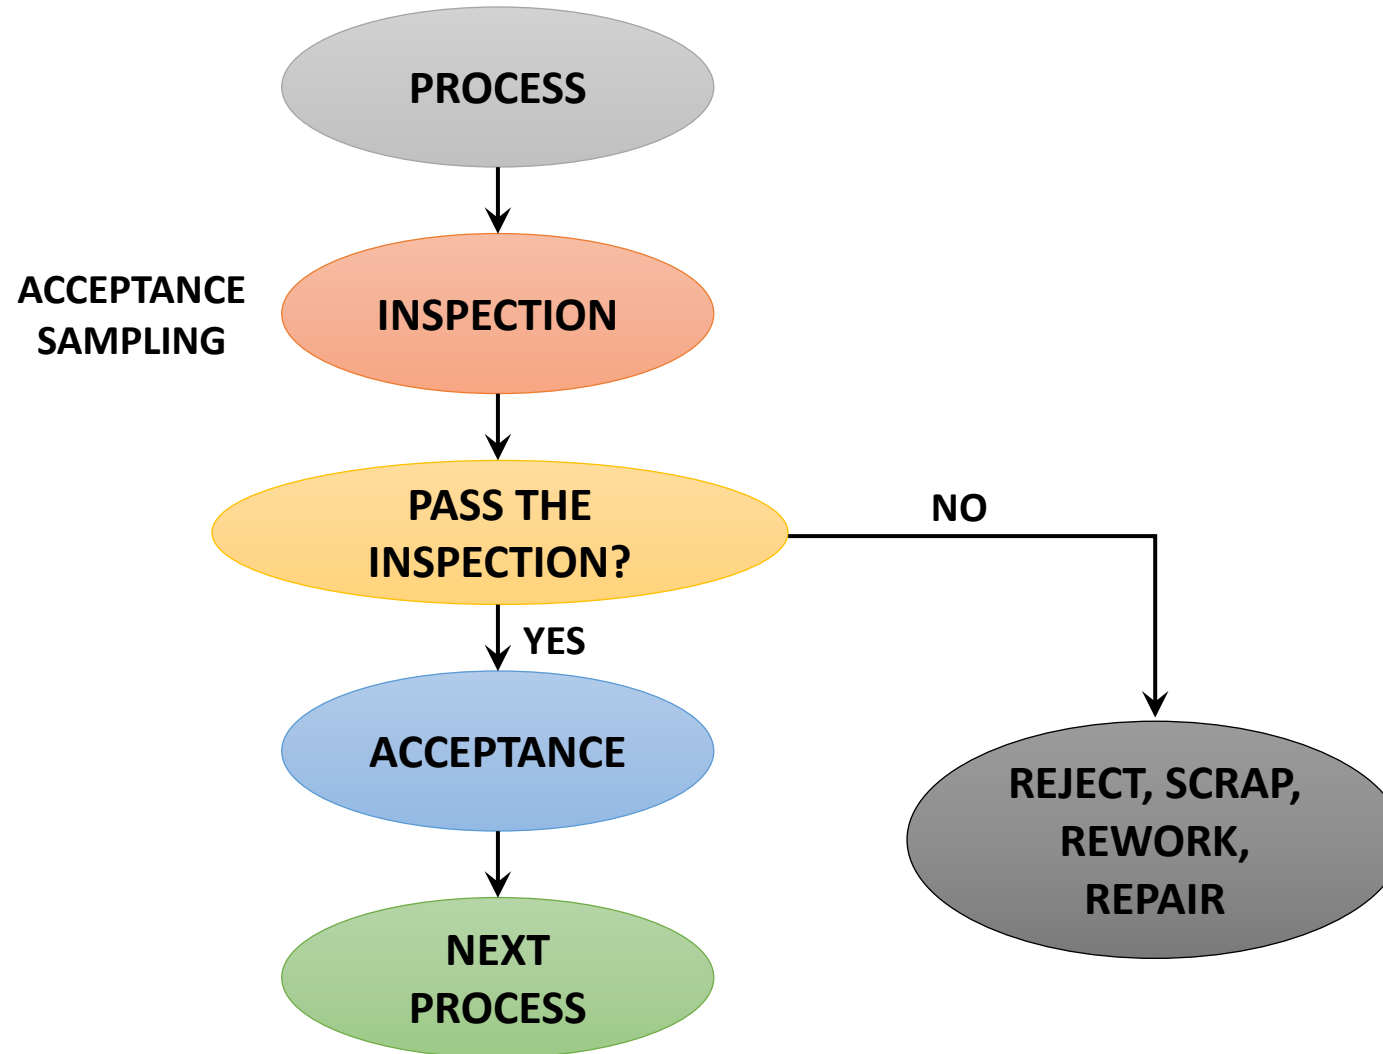 PROCESS
ACCEPTANCE
SAMPLING
INSPECTION
PASS THE
INSPECTION?
NO
YES
ACCEPTANCE
REJECT, SCRAP,
REWORK,
REPAIR
NEXT
PROCESS